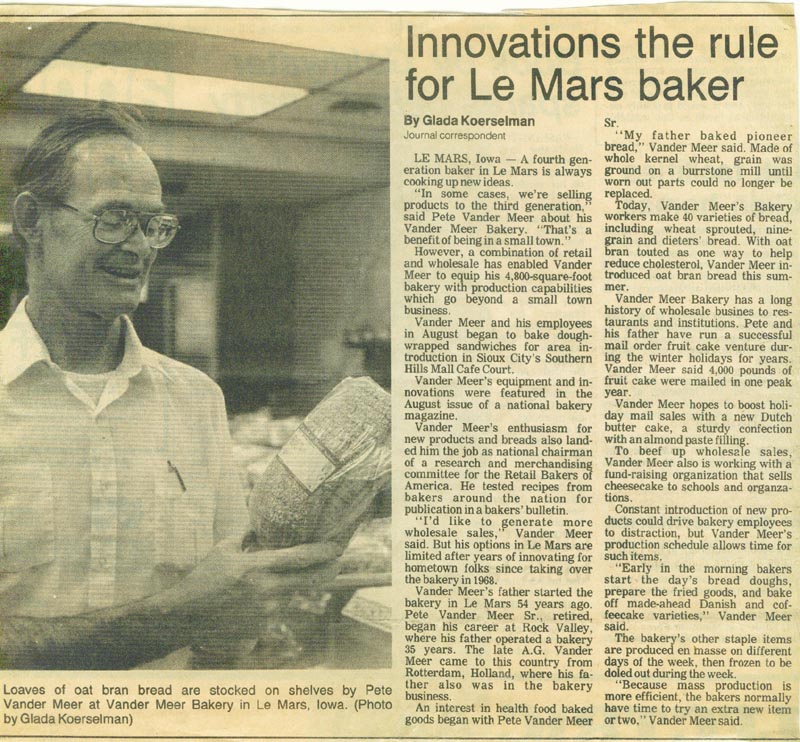 Innovations the rule
for Le Mars baker
By Glada Koerselman
Journal correspondent
LE MARS, Iowa — A fourth gen-
eration baker in Le Mars is always
cooking up new ideas.
"In some cases, we're selling
products to the third generation,"
said Pete Vander Meer about his
Vander Meer Bakery. "That's a
benefit of being in a small town."
However, a combination of retail
and wholesale has enabled Vander
Meer to equip his 4,800-square-foot
bakery with production capabilities
which go beyond a small town
business.
Vander Meer and his employees
in August began to bake dough-
wrapped sandwiches for area in-
troduction in Sioux City's Southern
Hills Mall Cafe Court.
Vander Meer's equipment and in-
novations were featured in the
August issue of a national bakery
magazine.
Vander Meer's enthusiasm for
new products and breads also land-
ed him the job as national chairman
of a research and merchandising
committee for the Retail Bakers of
America. He tested recipes from
bakers around the nation for
publication in a bakers' bulletin.
"I'd like to generate more
wholesale sales," Vander Meer
said. But his options in Le Mars are
limited after years of innovating for
hometown folks since taking over
the bakery in 1968.
Vander Meer's father started the
bakery in Le Mars 54 years ago.
Pete Vander Meer Sr., retired,
began his career at Rock Valley,
where his father operated a bakery
35 years. The late A.G. Vander
Meer came to this country from
Rotterdam, Holland, where his fa-
ther also was in the bakery
business.
An interest in health food baked
goods began with Pete Vander Meer
Sr.
"My father baked pioneer
bread," Vander Meer said. Made of
whole kernel wheat, grain was
ground on a burrstone mill until
worn out parts could no longer be
replaced.
Today, Vander Meer's Bakery
workers make 40 varieties of bread,
including wheat sprouted, nine-
grain and dieters' bread. With oat
bran touted as one way to help
reduce cholesterol, Vander Meer in-
troduced oat bran bread this sum-
mer.
Vander Meer Bakery has a long
history of wholesale busines to res-
taurants and institutions. Pete and
his father have run a successful
mail order fruit cake venture dur-
ing the winter holidays for years.
Vander Meer said 4,000 pounds of
fruit cake were mailed in one peak
year.
Vander Meer hopes to boost holi-
day mail sales with a new Dutch
butter cake, a sturdy confection
with an almond paste filling.
To beef up wholesale sales,
Vander Meer also is working with a
fund-raising organization that sells
cheesecake to schools and organza-
tions.
Constant introduction of new pro-
ducts could drive bakery employees
to distraction, but Vander Meer's
production schedule allows time for
such items.
"Early in the morning bakers
start the day's bread doughs,
prepare the fried goods, and bake
off made-ahead Danish and cof-
feecake varieties," Vander Meer
said.
The bakery's other staple items
are produced en masse on different
days of the week, then frozen to be
doled out during the week.
"Because mass production is
more efficient, the bakers normally
have time to try an extra new item
or two," Vander Meer said.
Loaves of oat bran bread are stocked on shelves by Pete
Vander Meer at Vander Meer Bakery in Le Mars, Iowa. (Photo
by Glada Koerselman)